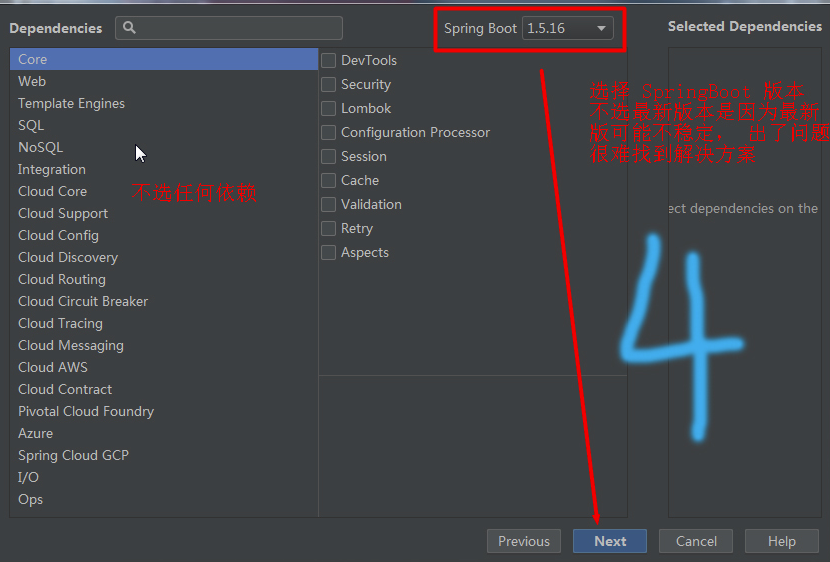 Dependencies
Spring Boot 1.5.16
Selected Dependencies
Core
Web
Template Engines
SQL
NoSQL
Integration
Cloud Core
Cloud Support
Cloud Config
Cloud Discovery
Cloud Routing
Cloud Circuit Breaker
Cloud Tracing
Cloud Messaging
Cloud AWS
Cloud Contract
Pivotal Cloud Foundry
Azure
Spring Cloud GCP
I/O
Ops
不选任何依赖
DevTools
Security
Lombok
Configuration Processor
Session
Cache
Validation
Retry
Aspects
选择 SpringBoot 版本
不选最新版本是因为最新
版可能不稳定， 出了问题
很难找到解决方案
ect dependencies on the
4
Previous
Next
Cancel
Help